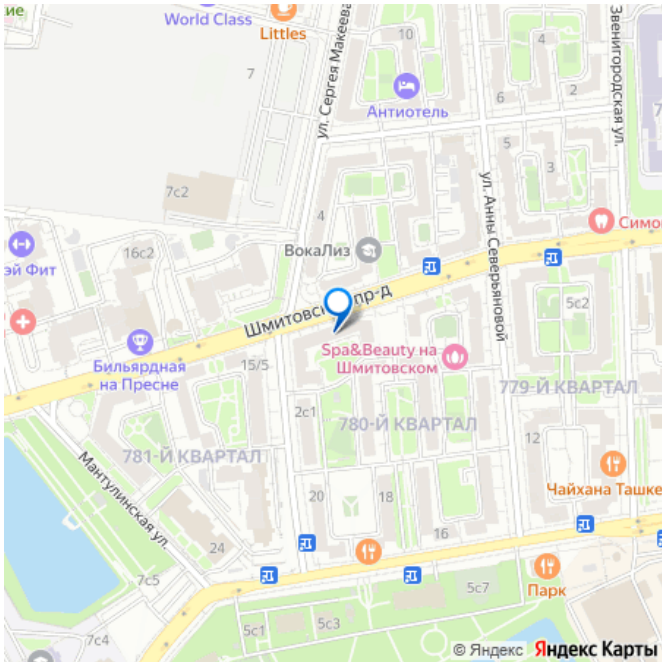 кие
World Class
Littles
ул. Сергея Макеева
10
Звенигородская ул.
7
Антиотель
6
2
7
5
3
7с2
ул. Анны Северьяновой
4
Симо
ВокаЛиз
16с2
эй Фит
Шмитовский пр-д
5с2
Spa&Beauty на
Шмитовском
Бильярдная
на Пресне
15/5
779-Й КВАРТАЛ
2с1
780-Й КВАРТАЛ
12
781-Й КВАРТАЛ
Мантулинская ул.
Чайхана Ташке
20
18
16
24
7с5
5с7
Парк
5с3
5с1
7с4
© Яндекс Яндекс Карты